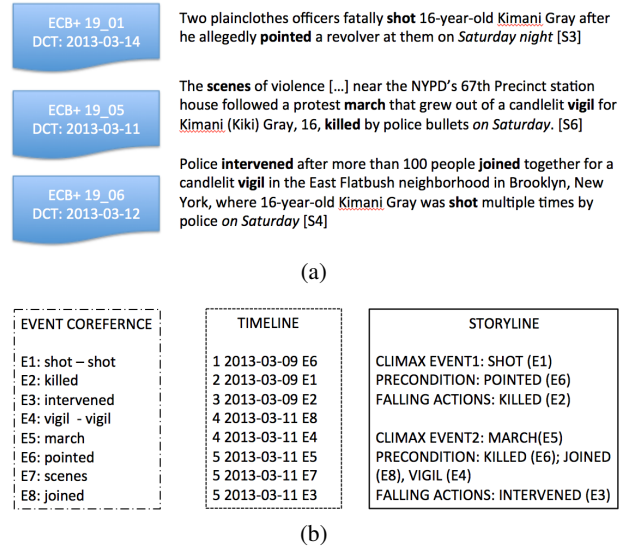 ECB+ 19_01
DCT: 2013-03-14
Two plainclothes officers fatally shot 16-year-old Kimani Gray after
he allegedly pointed a revolver at them on Saturday night [S3]
ECB+ 19_05
DCT: 2013-03-11
The scenes of violence […] near the NYPD's 67th Precinct station
house followed a protest march that grew out of a candlelit vigil for
Kimani (Kiki) Gray, 16, killed by police bullets on Saturday. [S6]
ECB+ 19_06
DCT: 2013-03-12
Police intervened after more than 100 people joined together for a
candlelit vigil in the East Flatbush neighborhood in Brooklyn, New
York, where 16-year-old Kimani Gray was shot multiple times by
police on Saturday [S4]
(a)
EVENT COREFERNCE
E1: shot – shot
E2: killed
E3: intervened
E4: vigil - vigil
E5: march
E6: pointed
E7: scenes
E8: joined
TIMELINE
1 2013-03-09 E6
2 2013-03-09 E1
3 2013-03-09 E2
4 2013-03-11 E8
4 2013-03-11 E4
5 2013-03-11 E5
5 2013-03-11 E7
5 2013-03-11 E3
STORYLINE
CLIMAX EVENT1: SHOT (E1)
PRECONDITION: POINTED (E6)
FALLING ACTIONS: KILLED (E2)
CLIMAX EVENT2: MARCH(E5)
PRECONDITION: KILLED (E6); JOINED
(E8), VIGIL (E4)
FALLING ACTIONS: INTERVENED (E3)
(b)